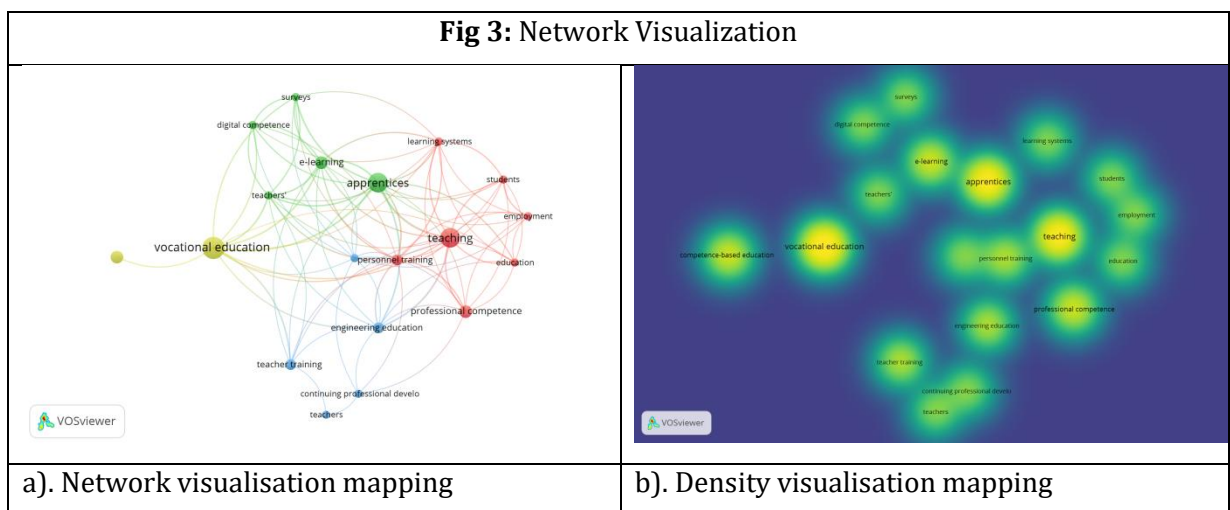 Fig 3: Network Visualization
surveys
digital competence
learning systems
e-learning
apprentices
students
teachers'
employment
teaching
vocational education
personnel training
education
professional competence
engineering education
teacher training
continuing professional develo
teachers
VOSviewer
surveys
digital competence
learning systems
e-learning
apprentices
students
teachers'
employment
teaching
vocational education
competence-based education
personnel training
education
professional competence
engineering education
teacher training
continuing professional develo
teachers
VOSviewer
a). Network visualisation mapping
b). Density visualisation mapping